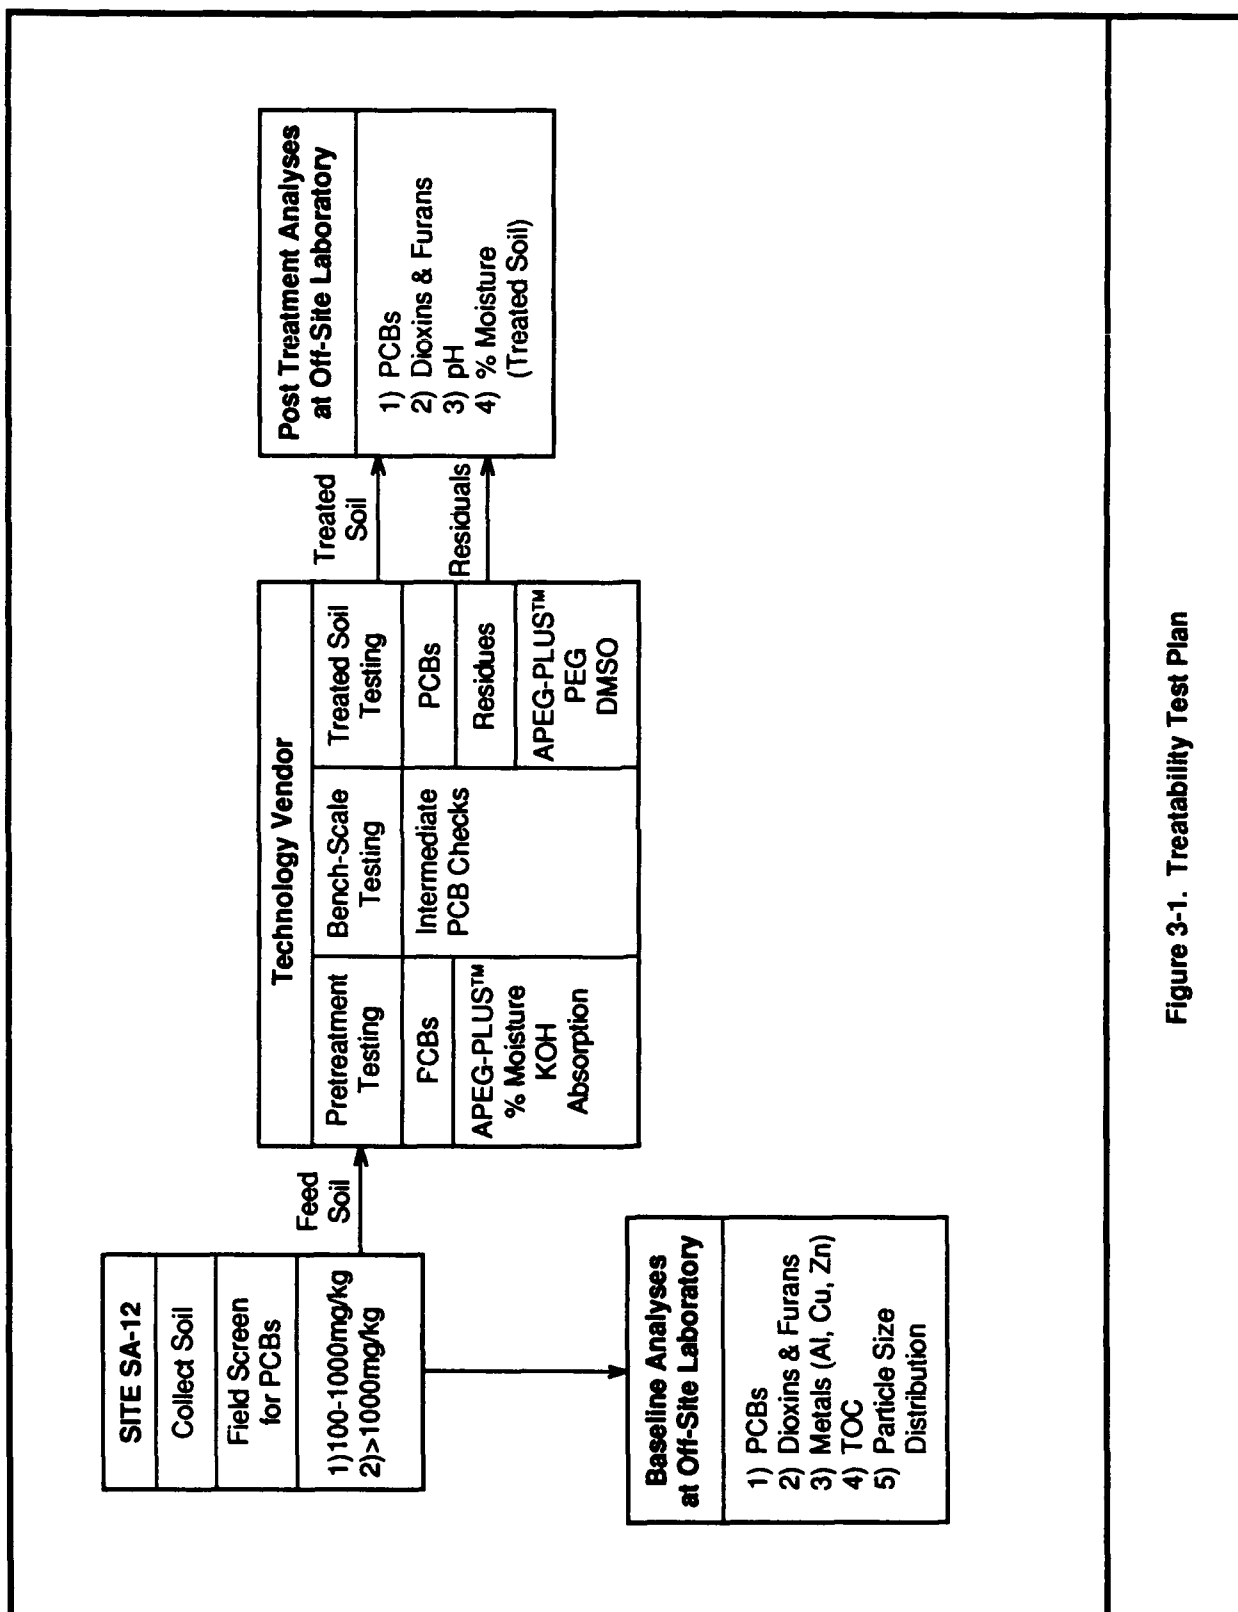 SITE SA-12
Collect Soil
Field Screen
for PCBs
1)100-1000mg/kg
2)>1000mg/kg
Feed
Soil
Baseline Analyses
at Off-Site Laboratory
1) PCBs
2) Dioxins & Furans
3) Metals (Al, Cu, Zn)
4) TOC
5) Particle Size
Distribution
Technology Vendor
Pretreatment
Testing
PCBs
APEG-PLUS™
% Moisture
KOH
Absorption
Bench-Scale
Testing
Intermediate
PCB Checks
Treated Soil
Testing
PCBs
Residues
APEG-PLUS™
PEG
DMSO
Treated
Soil
Residuals
Post Treatment Analyses
at Off-Site Laboratory
1) PCBs
2) Dioxins & Furans
3) pH
4) % Moisture
(Treated Soil)
Figure 3-1. Treatability Test Plan